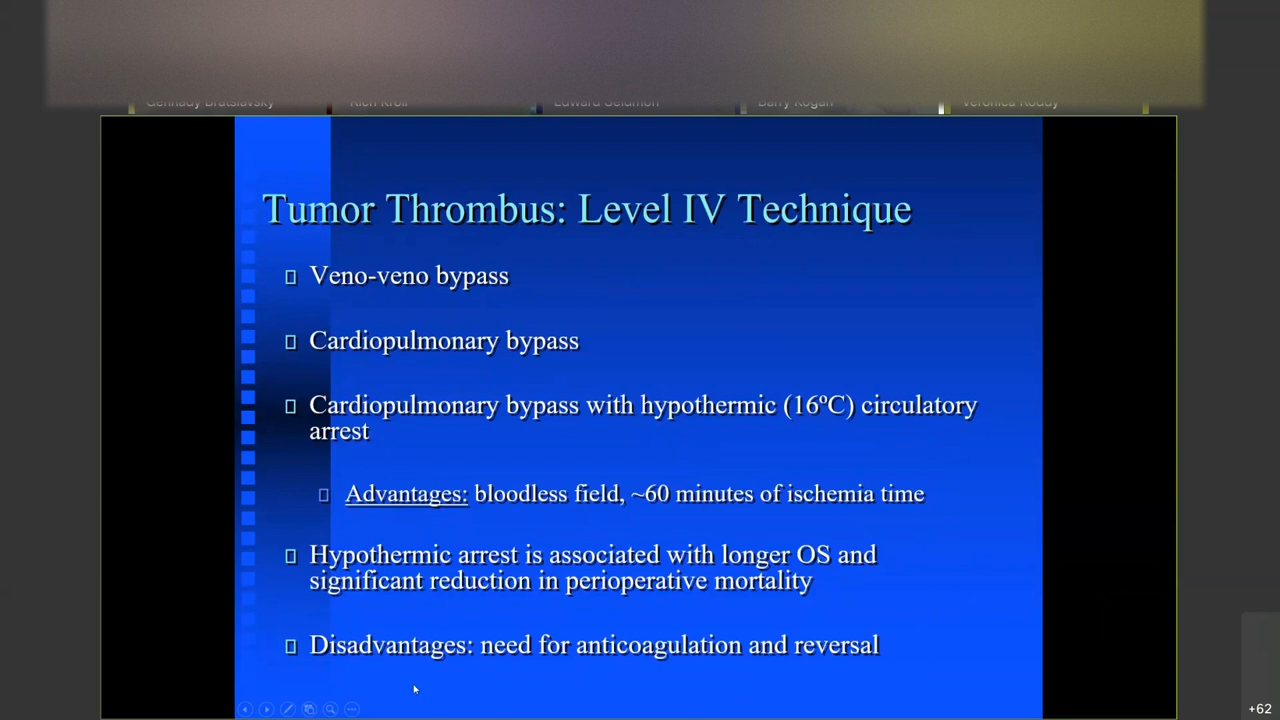 Tumor Thrombus: Level IV Technique
Veno-veno bypass
Cardiopulmonary bypass
Cardiopulmonary bypass with hypothermic (16ºC) circulatory
arrest
Advantages: bloodless field, ~60 minutes of ischemia time
Hypothermic arrest is associated with longer OS and
significant reduction in perioperative mortality
Disadvantages: need for anticoagulation and reversal
+62